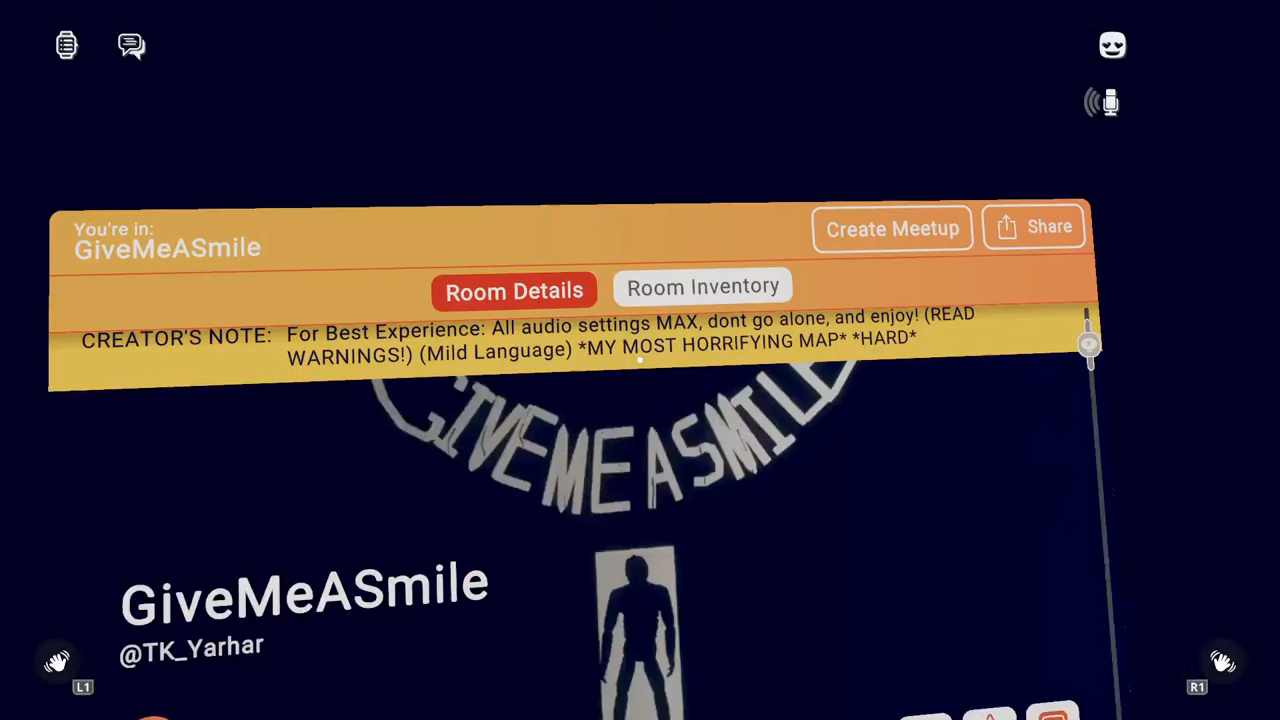 You're in:
GiveMeASmile
Create Meetup
Share
Room Details
Room Inventory
CREATOR'S NOTE: For Best Experience: All audio settings MAX, dont go alone, and enjoy! (READ
WARNINGS!) (Mild Language) *MY MOST HORRIFYING MAP* *HARD*
GIVEMEASMILE
GiveMeASmile
@TK_Yarhar
L1
R1